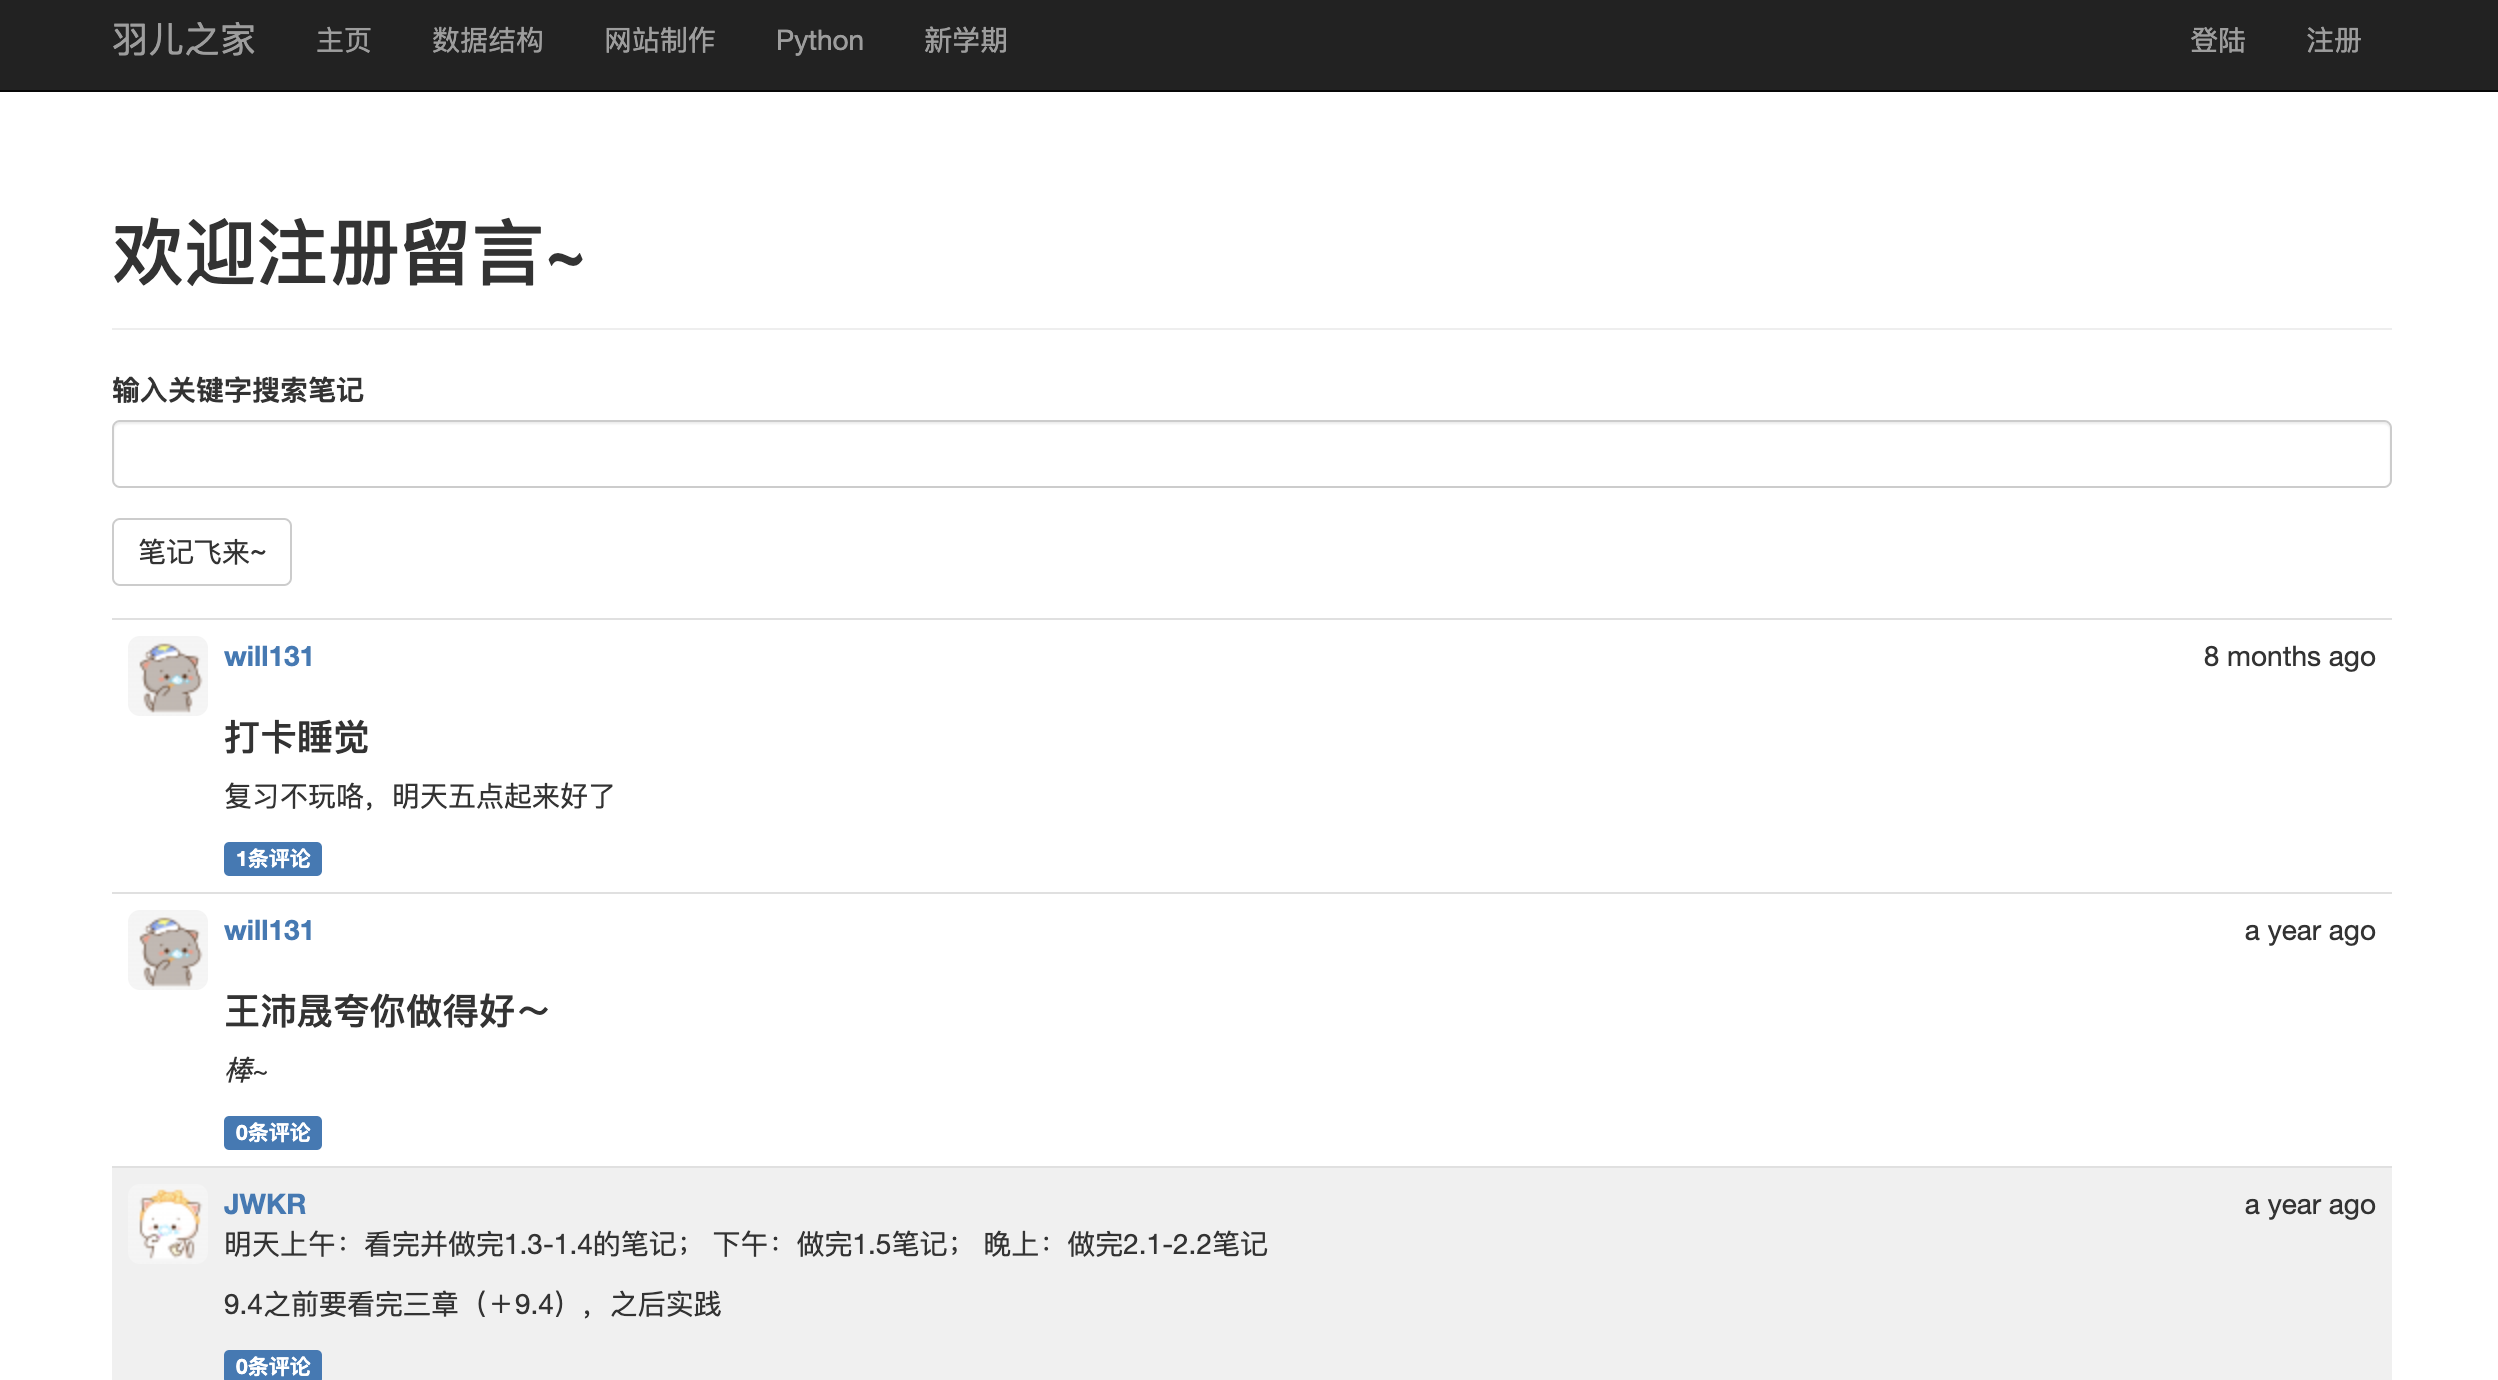 羽儿之家 主页 数据结构 网站制作 Python 新学期 登陆 注册
欢迎注册留言~
输入关键字搜索笔记
笔记飞来~
will131 8 months ago
打卡睡觉
复习不玩咯，明天五点起来好了
1条评论
will131 a year ago
王沛晟夸你做得好～
棒~
0条评论
JWKR a year ago
明天上午：看完并做完1.3-1.4的笔记； 下午：做完1.5笔记； 晚上：做完2.1-2.2笔记
9.4之前要看完三章（＋9.4），之后实践
0条评论